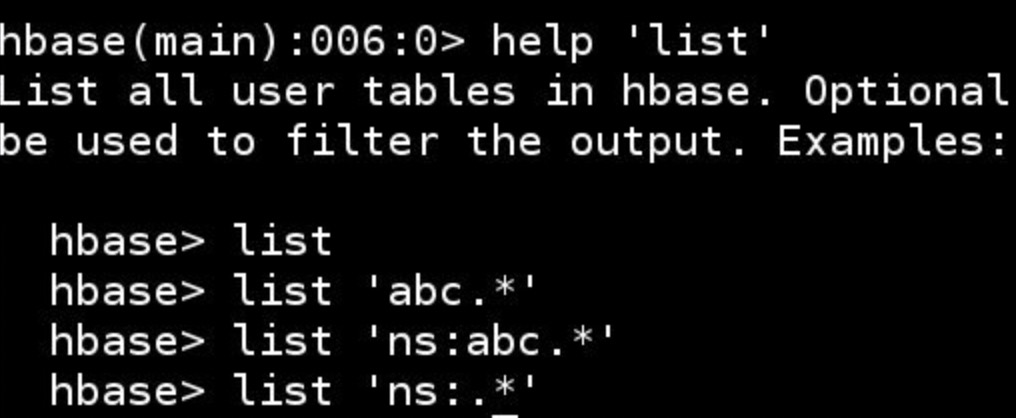 hbase(main):006:0> help 'list'
List all user tables in hbase. Optional
be used to filter the output. Examples:
hbase> list
hbase> list 'abc.*'
hbase> list 'ns:abc.*'
hbase> list 'ns:.*'